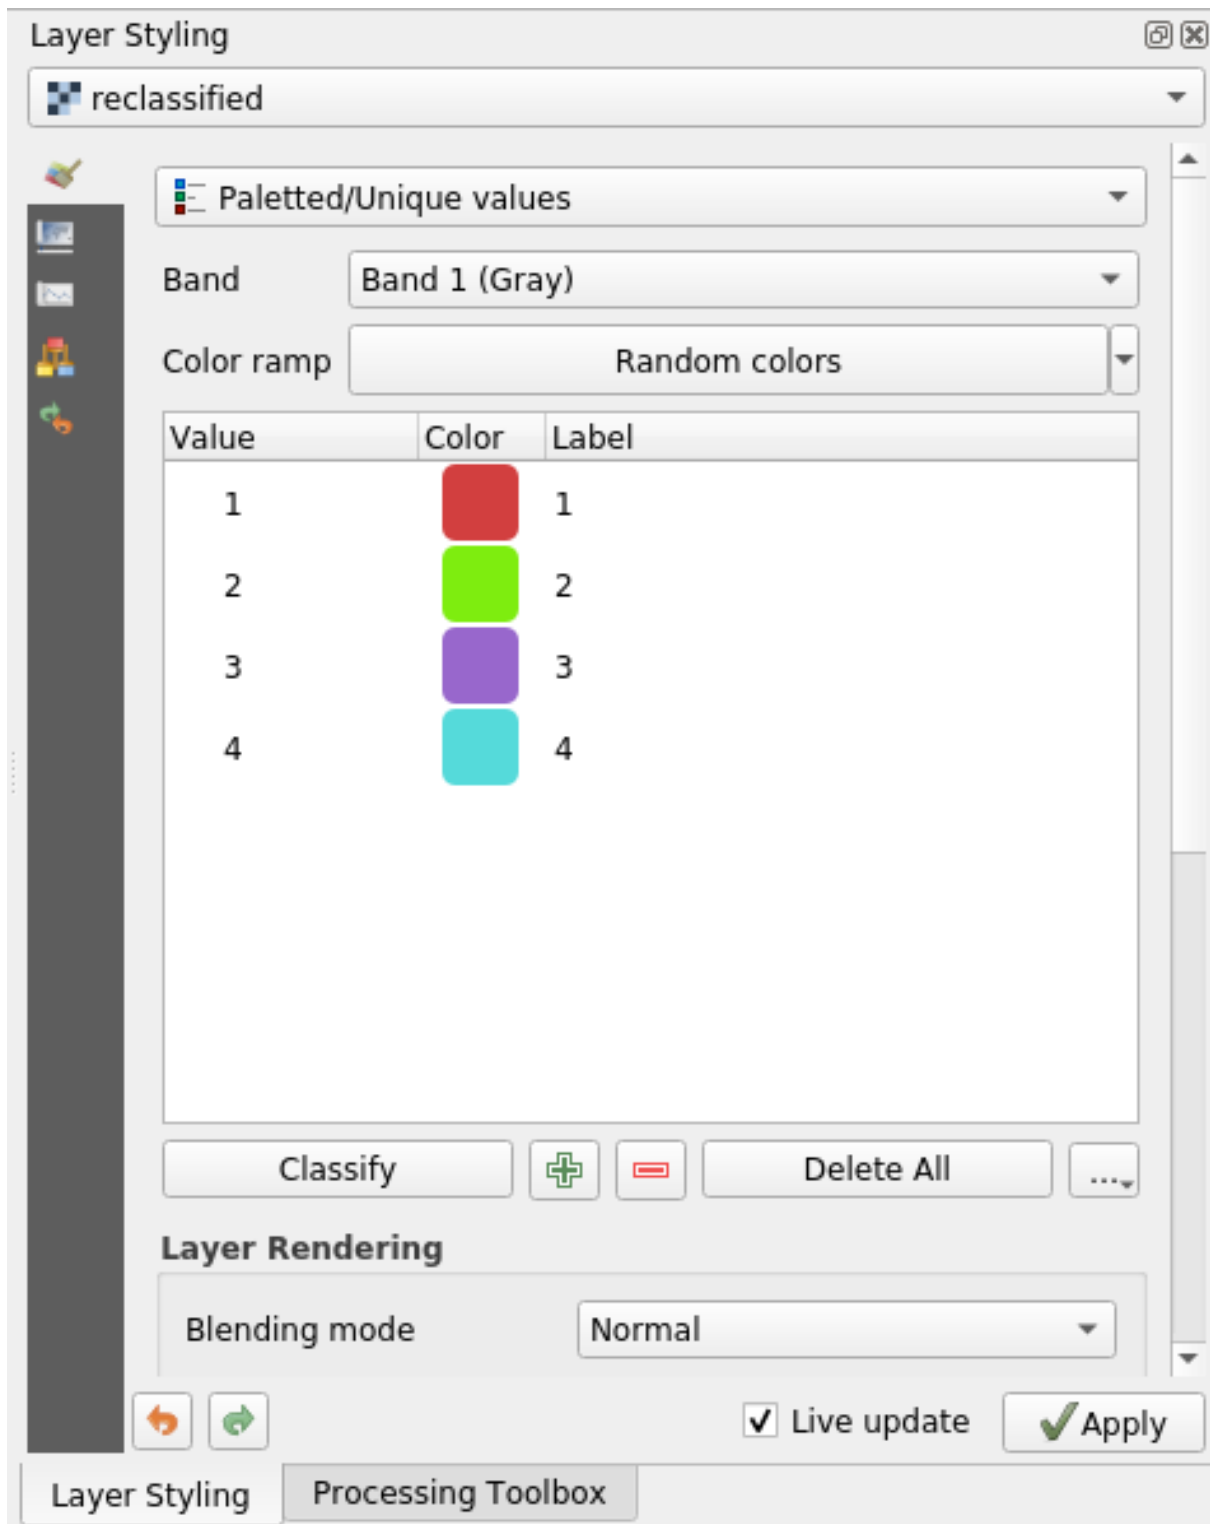 Layer Styling
reclassified
Paletted/Unique values
Band Band 1 (Gray)
Color ramp Random colors
Value Color Label
1 1
2 2
3 3
4 4
Classify Delete All ...
Layer Rendering
Blending mode Normal
Live update Apply
Layer Styling Processing Toolbox